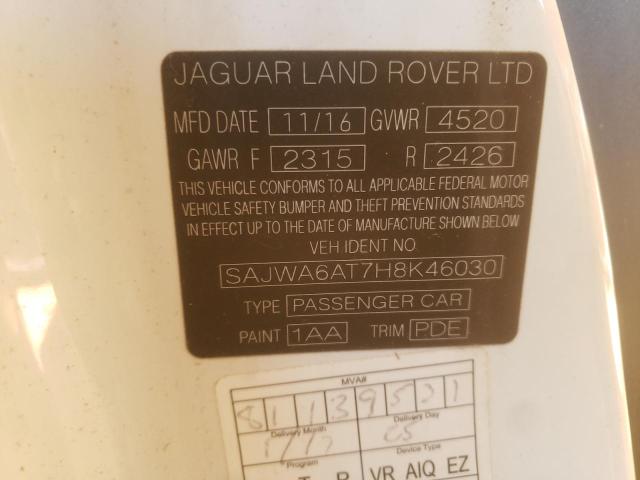 JAGUAR LAND ROVER LTD
MFD DATE 11/16 GVWR 4520
GAWR F 2315 R 2426
THIS VEHICLE CONFORMS TO ALL APPLICABLE FEDERAL MOTOR
VEHICLE SAFETY BUMPER AND THEFT PREVENTION STANDARDS
IN EFFECT UP TO THE DATE OF MANUFACTURE SHOWN BELOW
VEH IDENT NO
SAJWA6AT7H8K46030
TYPE PASSENGER CAR
PAINT 1AA TRIM PDE
MVA#
8 1 1 3 9 5 2 1
Delivery Month Delivery Day
Program Device Type
VR AIQ EZ